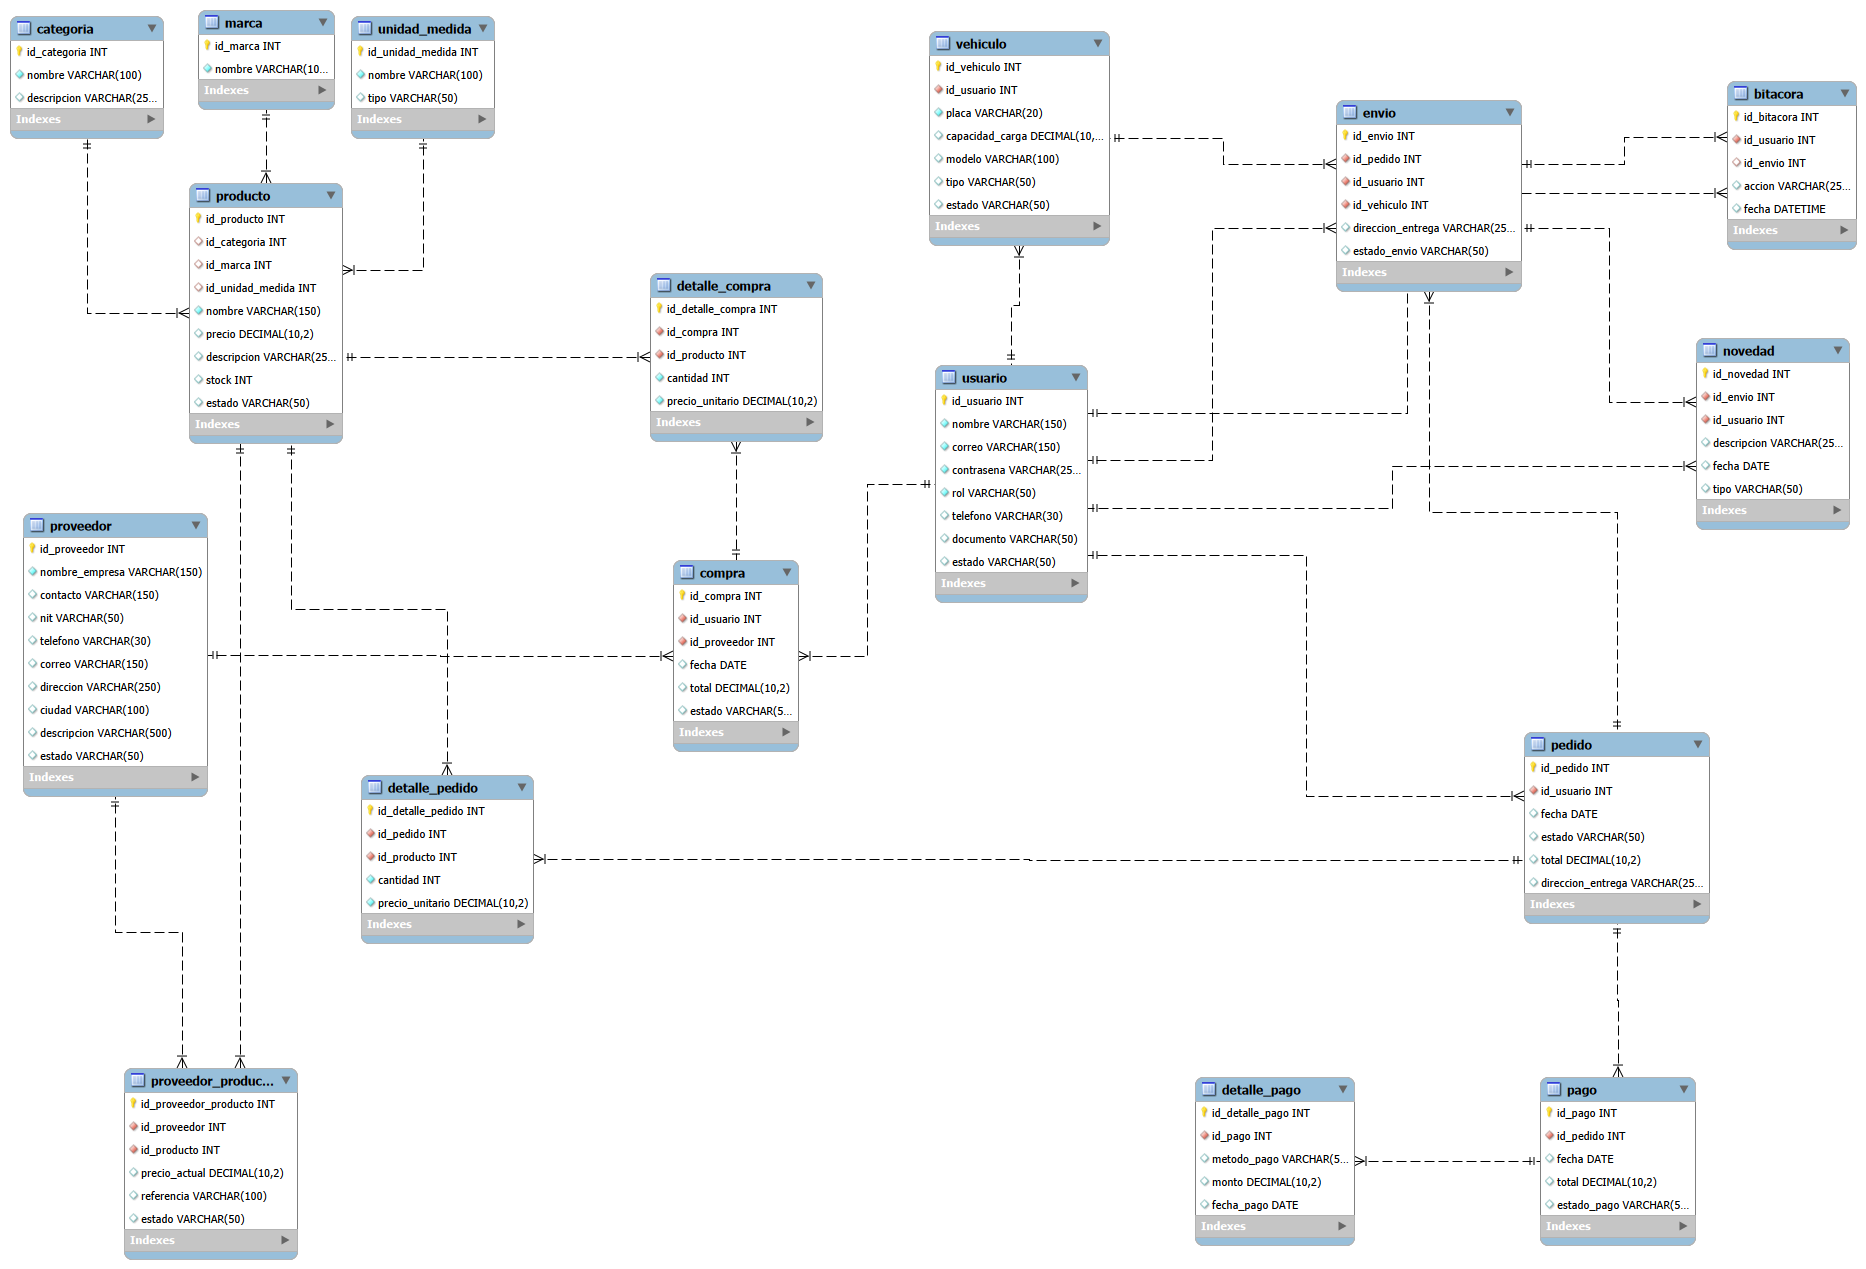 categoria
id_categoria INT
nombre VARCHAR(100)
descripcion VARCHAR(25...
Indexes
marca
id_marca INT
nombre VARCHAR(10...
Indexes
unidad_medida
id_unidad_medida INT
nombre VARCHAR(100)
tipo VARCHAR(50)
Indexes
producto
id_producto INT
id_categoria INT
id_marca INT
id_unidad_medida INT
nombre VARCHAR(150)
precio DECIMAL(10,2)
descripcion VARCHAR(25...
stock INT
estado VARCHAR(50)
Indexes
detalle_compra
id_detalle_compra INT
id_compra INT
id_producto INT
cantidad INT
precio_unitario DECIMAL(10,2)
Indexes
vehiculo
id_vehiculo INT
id_usuario INT
placa VARCHAR(20)
capacidad_carga DECIMAL(10,...
modelo VARCHAR(100)
tipo VARCHAR(50)
estado VARCHAR(50)
Indexes
envio
id_envio INT
id_pedido INT
id_usuario INT
id_vehiculo INT
direccion_entrega VARCHAR(25...
estado_envio VARCHAR(50)
Indexes
bitacora
id_bitacora INT
id_usuario INT
id_envio INT
accion VARCHAR(25...
fecha DATETIME
Indexes
novedad
id_novedad INT
id_envio INT
id_usuario INT
descripcion VARCHAR(25...
fecha DATE
tipo VARCHAR(50)
Indexes
usuario
id_usuario INT
nombre VARCHAR(150)
correo VARCHAR(150)
contrasena VARCHAR(25...
rol VARCHAR(50)
telefono VARCHAR(30)
documento VARCHAR(50)
estado VARCHAR(50)
Indexes
proveedor
id_proveedor INT
nombre_empresa VARCHAR(150)
contacto VARCHAR(150)
nit VARCHAR(50)
telefono VARCHAR(30)
correo VARCHAR(150)
direccion VARCHAR(250)
ciudad VARCHAR(100)
descripcion VARCHAR(500)
estado VARCHAR(50)
Indexes
compra
id_compra INT
id_usuario INT
id_proveedor INT
fecha DATE
total DECIMAL(10,2)
estado VARCHAR(5...
Indexes
detalle_pedido
id_detalle_pedido INT
id_pedido INT
id_producto INT
cantidad INT
precio_unitario DECIMAL(10,2)
Indexes
pedido
id_pedido INT
id_usuario INT
fecha DATE
estado VARCHAR(50)
total DECIMAL(10,2)
direccion_entrega VARCHAR(25...
Indexes
proveedor_produc...
id_proveedor_producto INT
id_proveedor INT
id_producto INT
precio_actual DECIMAL(10,2)
referencia VARCHAR(100)
estado VARCHAR(50)
Indexes
detalle_pago
id_detalle_pago INT
id_pago INT
metodo_pago VARCHAR(5...
monto DECIMAL(10,2)
fecha_pago DATE
Indexes
pago
id_pago INT
id_pedido INT
fecha DATE
total DECIMAL(10,2)
estado_pago VARCHAR(5...
Indexes